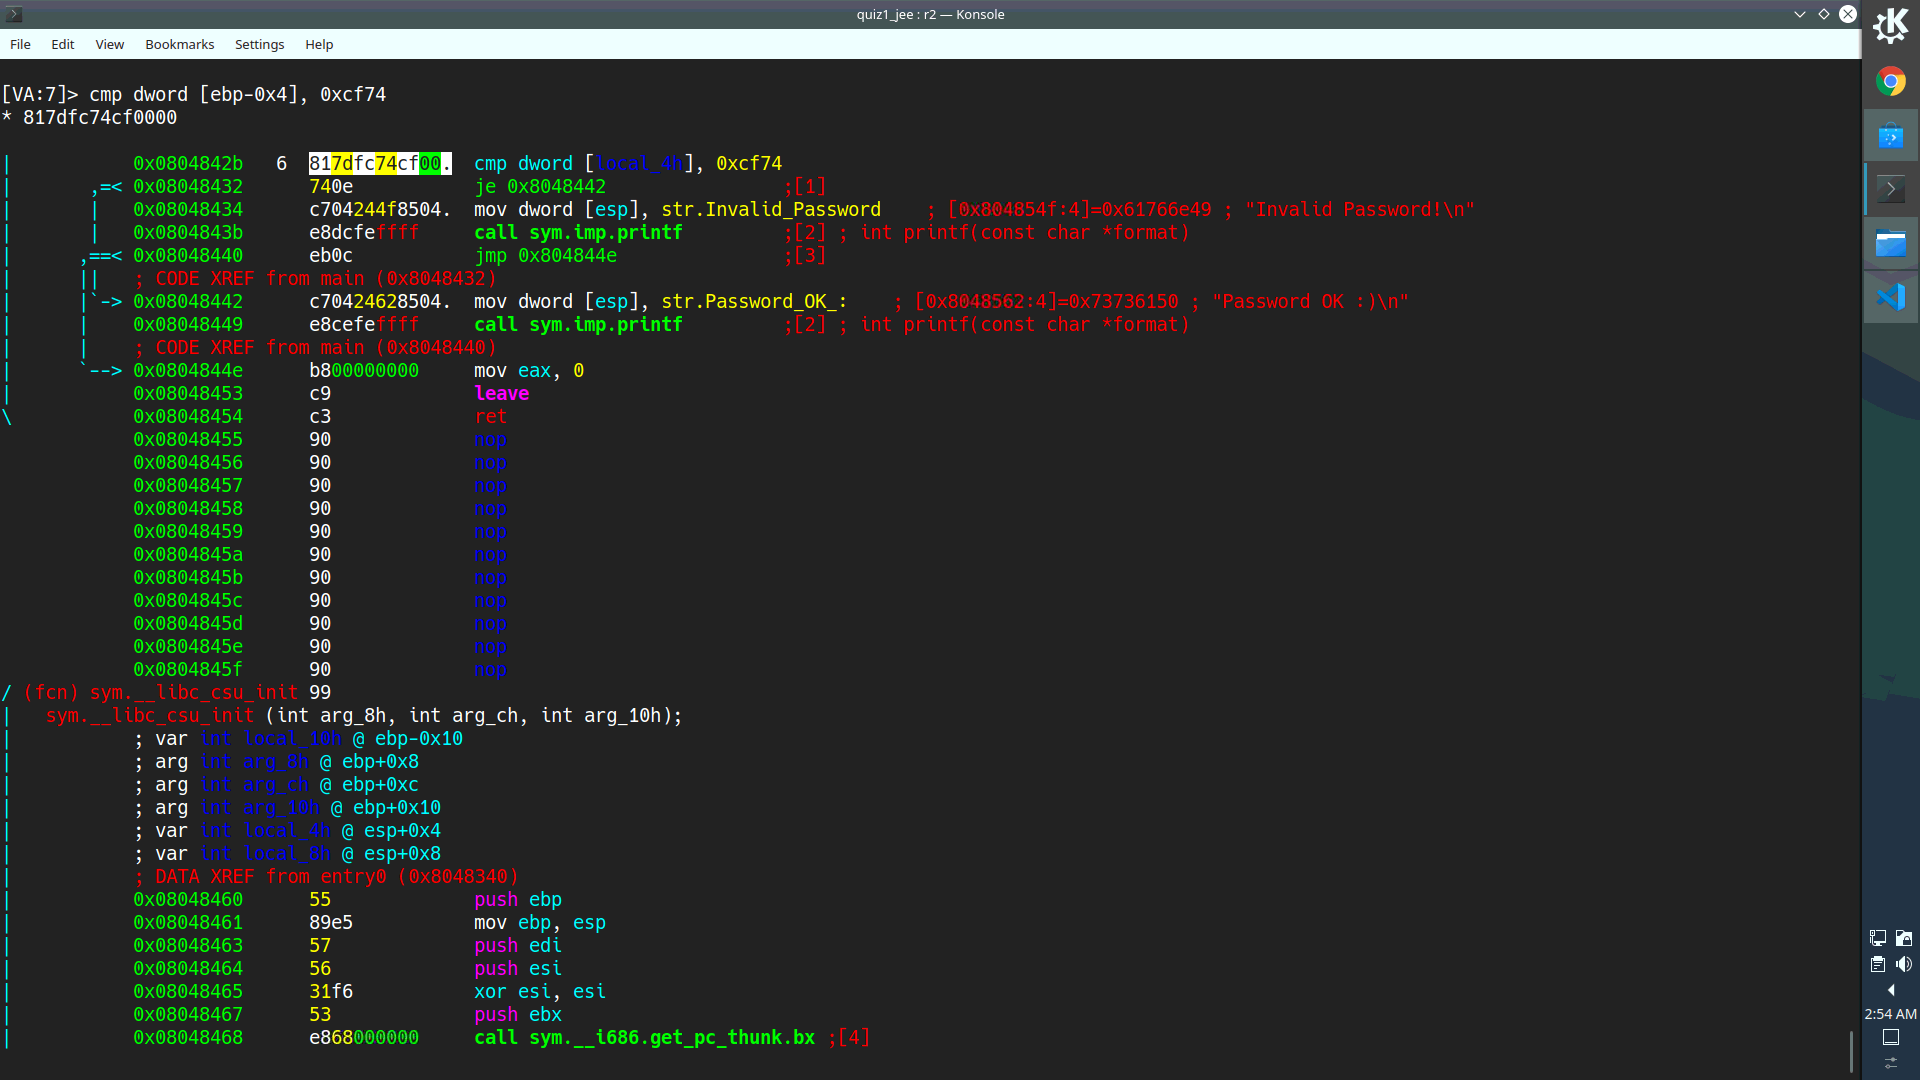 quiz1_jee : r2 — Konsole
File Edit View Bookmarks Settings Help
[VA:7]> cmp dword [ebp-0x4], 0xcf74
* 817dfc74cf0000
| 0x0804842b 6 817dfc74cf00. cmp dword [local_4h], 0xcf74
| ,=< 0x08048432 740e je 0x8048442 ;[1]
| | 0x08048434 c704244f8504. mov dword [esp], str.Invalid_Password ; [0x804854f:4]=0x61766e49 ; "Invalid Password!\n"
| | 0x0804843b e8dcfeffff call sym.imp.printf ;[2] ; int printf(const char *format)
| ,==< 0x08048440 eb0c jmp 0x804844e ;[3]
| || ; CODE XREF from main (0x8048432)
| |`-> 0x08048442 c70424628504. mov dword [esp], str.Password_OK_: ; [0x8048562:4]=0x73736150 ; "Password OK :)\n"
| | 0x08048449 e8cefeffff call sym.imp.printf ;[2] ; int printf(const char *format)
| | ; CODE XREF from main (0x8048440)
| `--> 0x0804844e b800000000 mov eax, 0
| 0x08048453 c9 leave
\ 0x08048454 c3 ret
0x08048455 90 nop
0x08048456 90 nop
0x08048457 90 nop
0x08048458 90 nop
0x08048459 90 nop
0x0804845a 90 nop
0x0804845b 90 nop
0x0804845c 90 nop
0x0804845d 90 nop
0x0804845e 90 nop
0x0804845f 90 nop
/ (fcn) sym.__libc_csu_init 99
| sym.__libc_csu_init (int arg_8h, int arg_ch, int arg_10h);
| ; var int local_10h @ ebp-0x10
| ; arg int arg_8h @ ebp+0x8
| ; arg int arg_ch @ ebp+0xc
| ; arg int arg_10h @ ebp+0x10
| ; var int local_4h @ esp+0x4
| ; var int local_8h @ esp+0x8
| ; DATA XREF from entry0 (0x8048340)
| 0x08048460 55 push ebp
| 0x08048461 89e5 mov ebp, esp
| 0x08048463 57 push edi
| 0x08048464 56 push esi
| 0x08048465 31f6 xor esi, esi
| 0x08048467 53 push ebx
| 0x08048468 e868000000 call sym.__i686.get_pc_thunk.bx ;[4]
2:54 AM